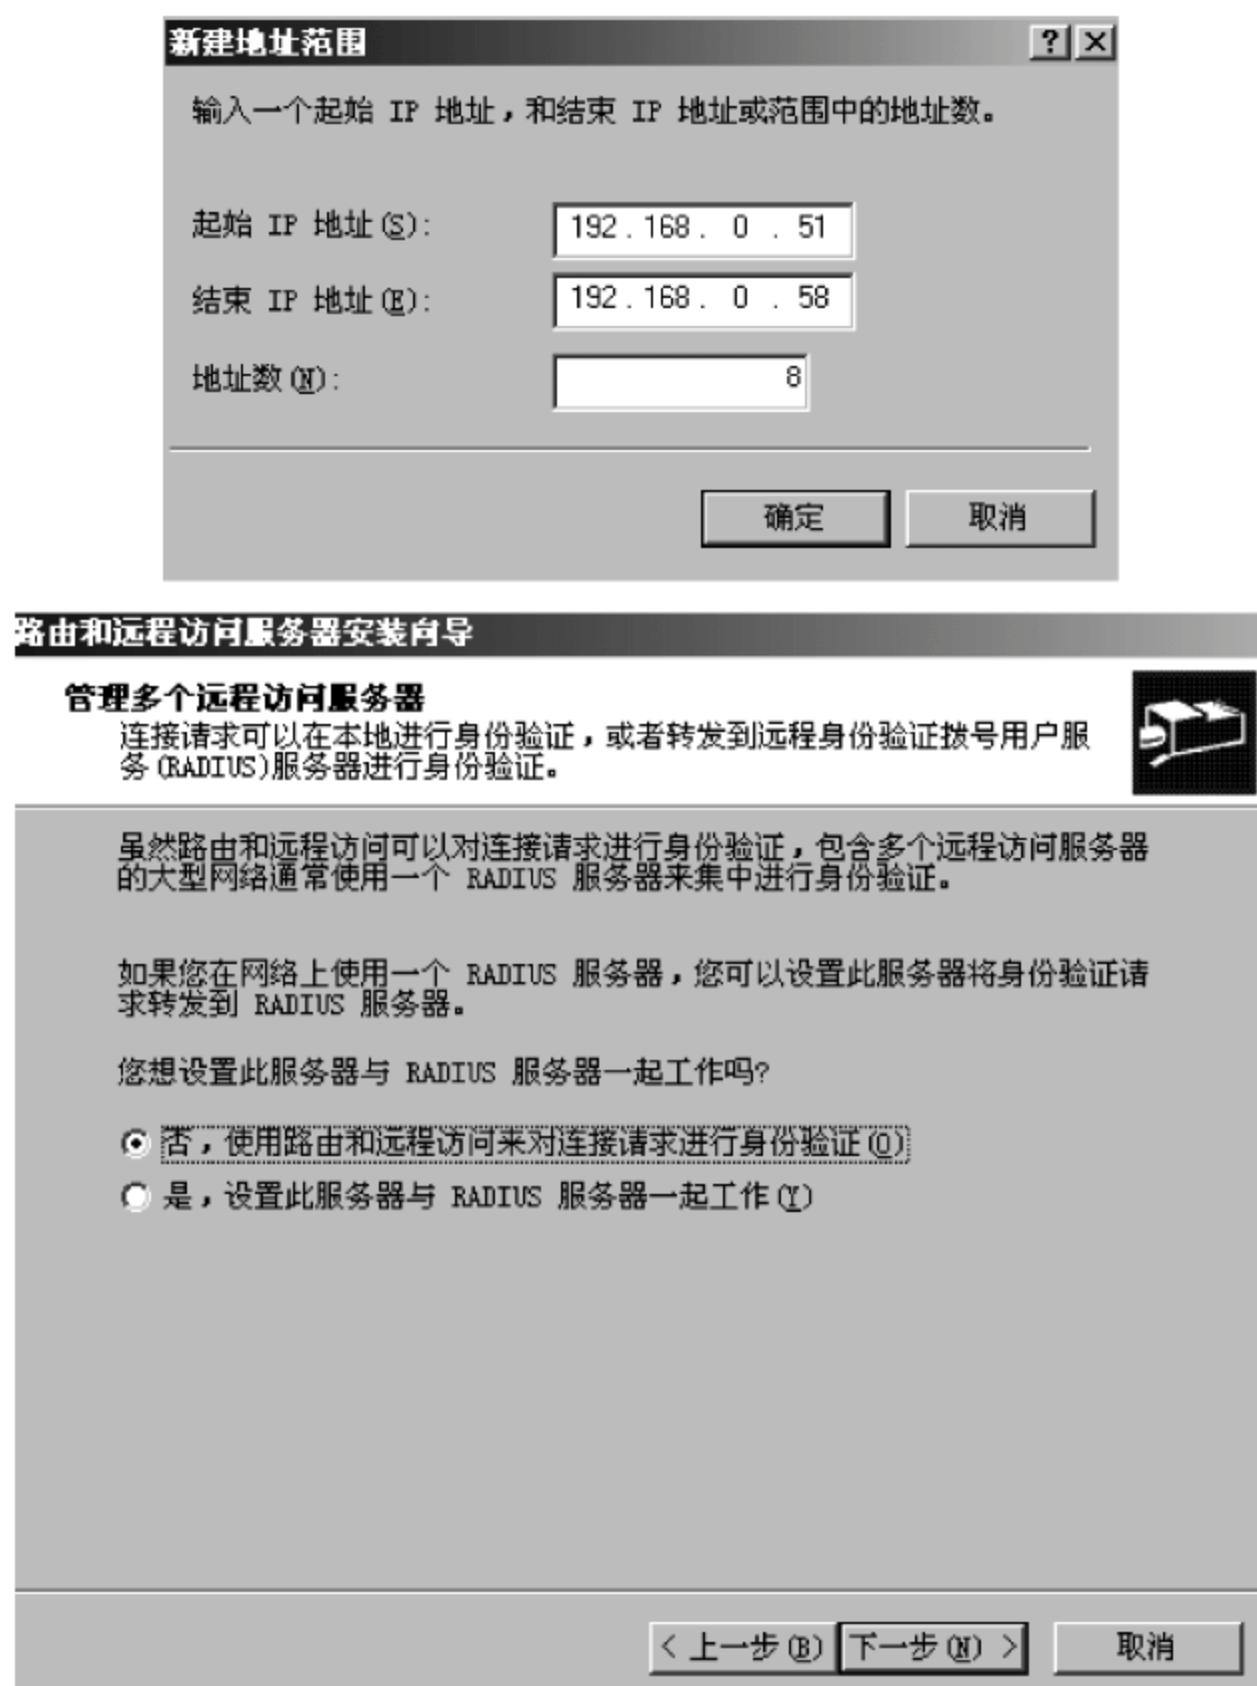 新建地址范围
输入一个起始 IP 地址,和结束 IP 地址或范围中的地址数。
起始 IP 地址(S):
192.168. 0 .51
结束 IP 地址(E):
192.168. 0 .58
地址数(N):
8
确定
取消
路由和远程访问服务器安装向导
管理多个远程访问服务器
连接请求可以在本地进行身份验证,或者转发到远程身份验证拨号用户服
务(RADIUS)服务器进行身份验证。
虽然路由和远程访问可以对连接请求进行身份验证,包含多个远程访问服务器
的大型网络通常使用一个 RADIUS 服务器来集中进行身份验证。
如果您在网络上使用一个 RADIUS 服务器,您可以设置此服务器将身份验证请
求转发到 RADIUS 服务器。
您想设置此服务器与 RADIUS 服务器一起工作吗?
否,使用路由和远程访问来对连接请求进行身份验证(O)
是,设置此服务器与 RADIUS 服务器一起工作(Y)
< 上一步(B)
下一步(N) >
取消